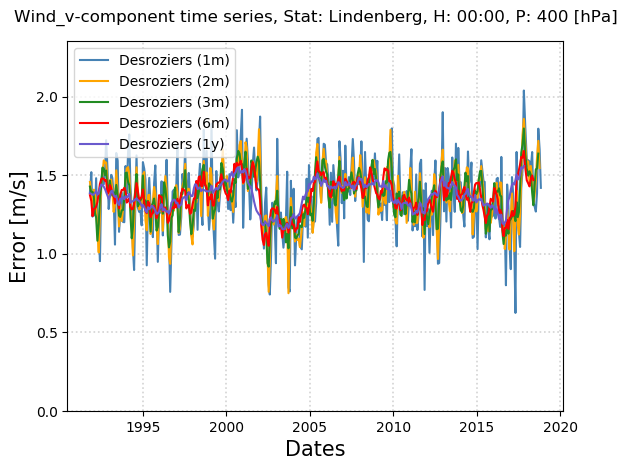 Wind_v-component time series, Stat: Lindenberg, H: 00:00, P: 400 [hPa]
Desroziers (1m)
Desroziers (2m)
Desroziers (3m)
Desroziers (6m)
Desroziers (1y)
Error [m/s]
2.0
1.5
1.0
0.5
0.0
1995 2000 2005 2010 2015 2020
Dates